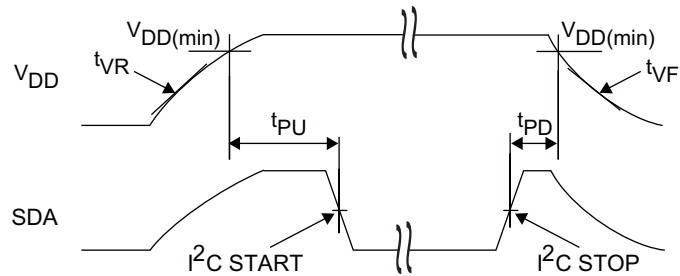 VDD(min)
VDD(min)
tVR
tVF
VDD
tPU
tPD
SDA
I2C START
I2C STOP